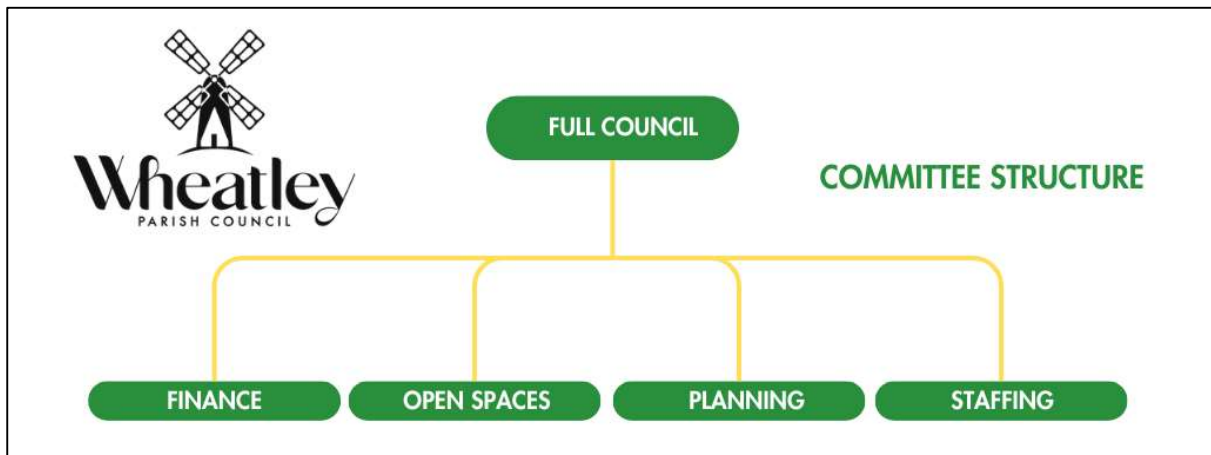 Wheatley
PARISH COUNCIL
FULL COUNCIL
COMMITTEE STRUCTURE
FINANCE
OPEN SPACES
PLANNING
STAFFING